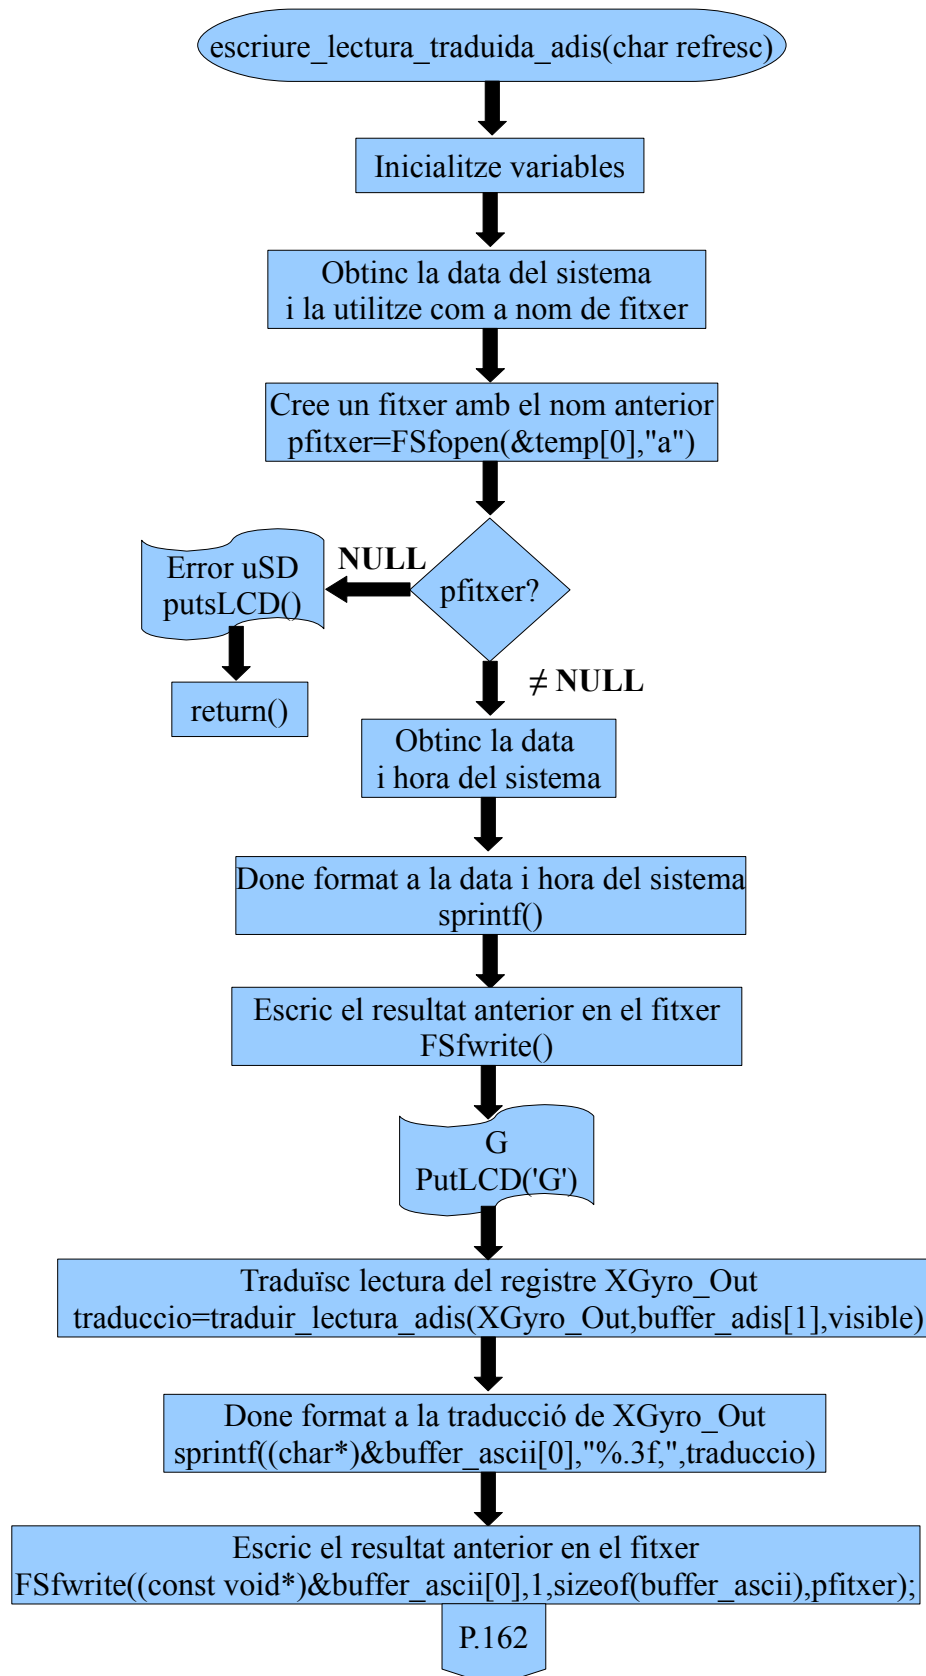 escriure_lectura_traduida_adis(char refresc)
Inicialitze variables
Obtinc la data del sistema
i la utilitze com a nom de fitxer
Cree un fitxer amb el nom anterior
pfitxer=FSfopen(&temp[0],"a")
pfitxer?
NULL
Error uSD
putsLCD()
return()
≠ NULL
Obtinc la data
i hora del sistema
Done format a la data i hora del sistema
sprintf()
Escric el resultat anterior en el fitxer
FSfwrite()
G
PutLCD('G')
Traduïsc lectura del registre XGyro_Out
traduccio=traduir_lectura_adis(XGyro_Out,buffer_adis[1],visible)
Done format a la traducció de XGyro_Out
sprintf((char*)&buffer_ascii[0],"%.3f,",traduccio)
Escric el resultat anterior en el fitxer
FSfwrite((const void*)&buffer_ascii[0],1,sizeof(buffer_ascii),pfitxer);
P.162